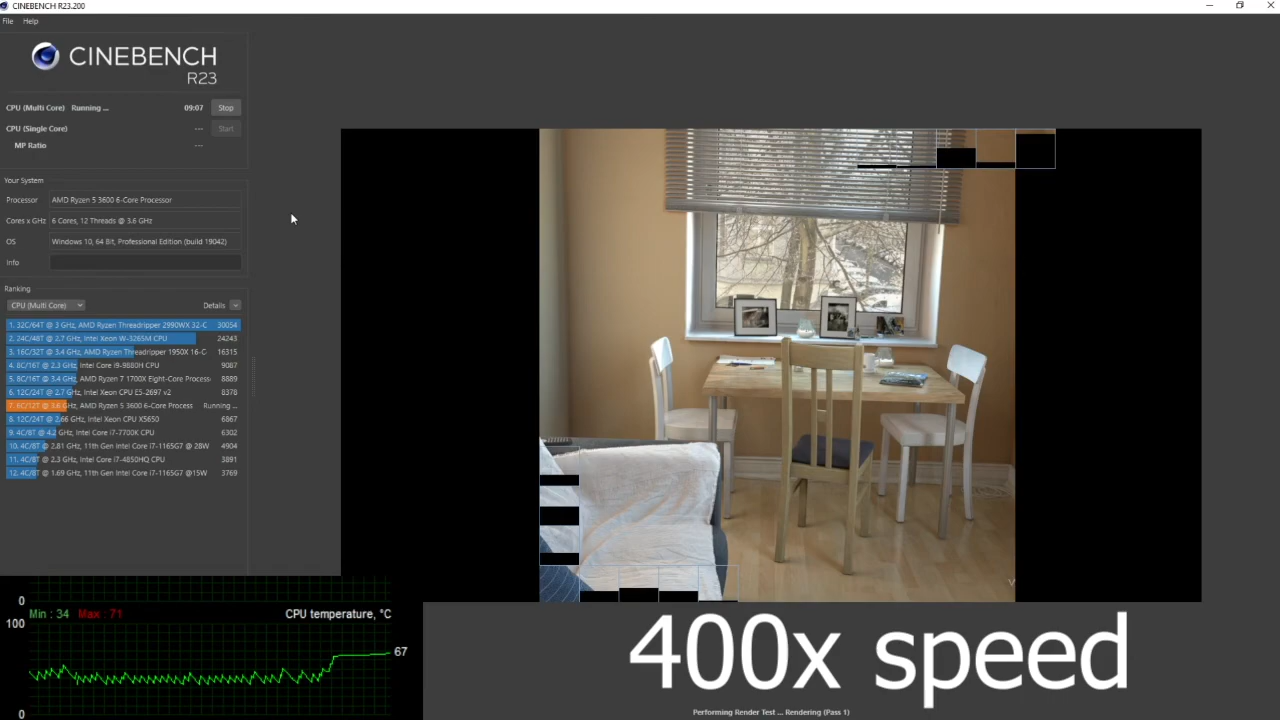 CINEBENCH R23.200
File Help
CINEBENCH
R23
CPU (Multi Core) Running ... 09:07 Stop
CPU (Single Core) --- Start
MP Ratio ---
Your System
Processor AMD Ryzen 5 3600 6-Core Processor
Cores x GHz 6 Cores, 12 Threads @ 3.6 GHz
OS Windows 10, 64 Bit, Professional Edition (build 19042)
Info
Ranking
CPU (Multi Core) Details
1. 32C/64T @ 3 GHz, AMD Ryzen Threadripper 2990WX 32-C 30054
2. 24C/48T @ 2.7 GHz, Intel Xeon W-3265M CPU 24243
3. 16C/32T @ 3.4 GHz, AMD Ryzen Threadripper 1950X 16-C 16315
4. 8C/16T @ 2.3 GHz, Intel Core i9-9880H CPU 9087
5. 8C/16T @ 3.4 GHz, AMD Ryzen 7 1700X Eight-Core Process 8889
6. 12C/24T @ 2.7 GHz, Intel Xeon CPU E5-2697 v2 8378
7. 6C/12T @ 3.6 GHz, AMD Ryzen 5 3600 6-Core Process Running ...
8. 12C/24T @ 2.66 GHz, Intel Xeon CPU X5650 6867
9. 4C/8T @ 4.2 GHz, Intel Core i7-7700K CPU 6302
10. 4C/8T @ 2.81 GHz, 11th Gen Intel Core i7-1165G7 @ 28W 4904
11. 4C/8T @ 2.3 GHz, Intel Core i7-4850HQ CPU 3891
12. 4C/8T @ 1.69 GHz, 11th Gen Intel Core i7-1165G7 @15W 3769
0
Min : 34 Max : 71 CPU temperature, °C
100
67
0
400x speed
Performing Render Test ... Rendering (Pass 1)